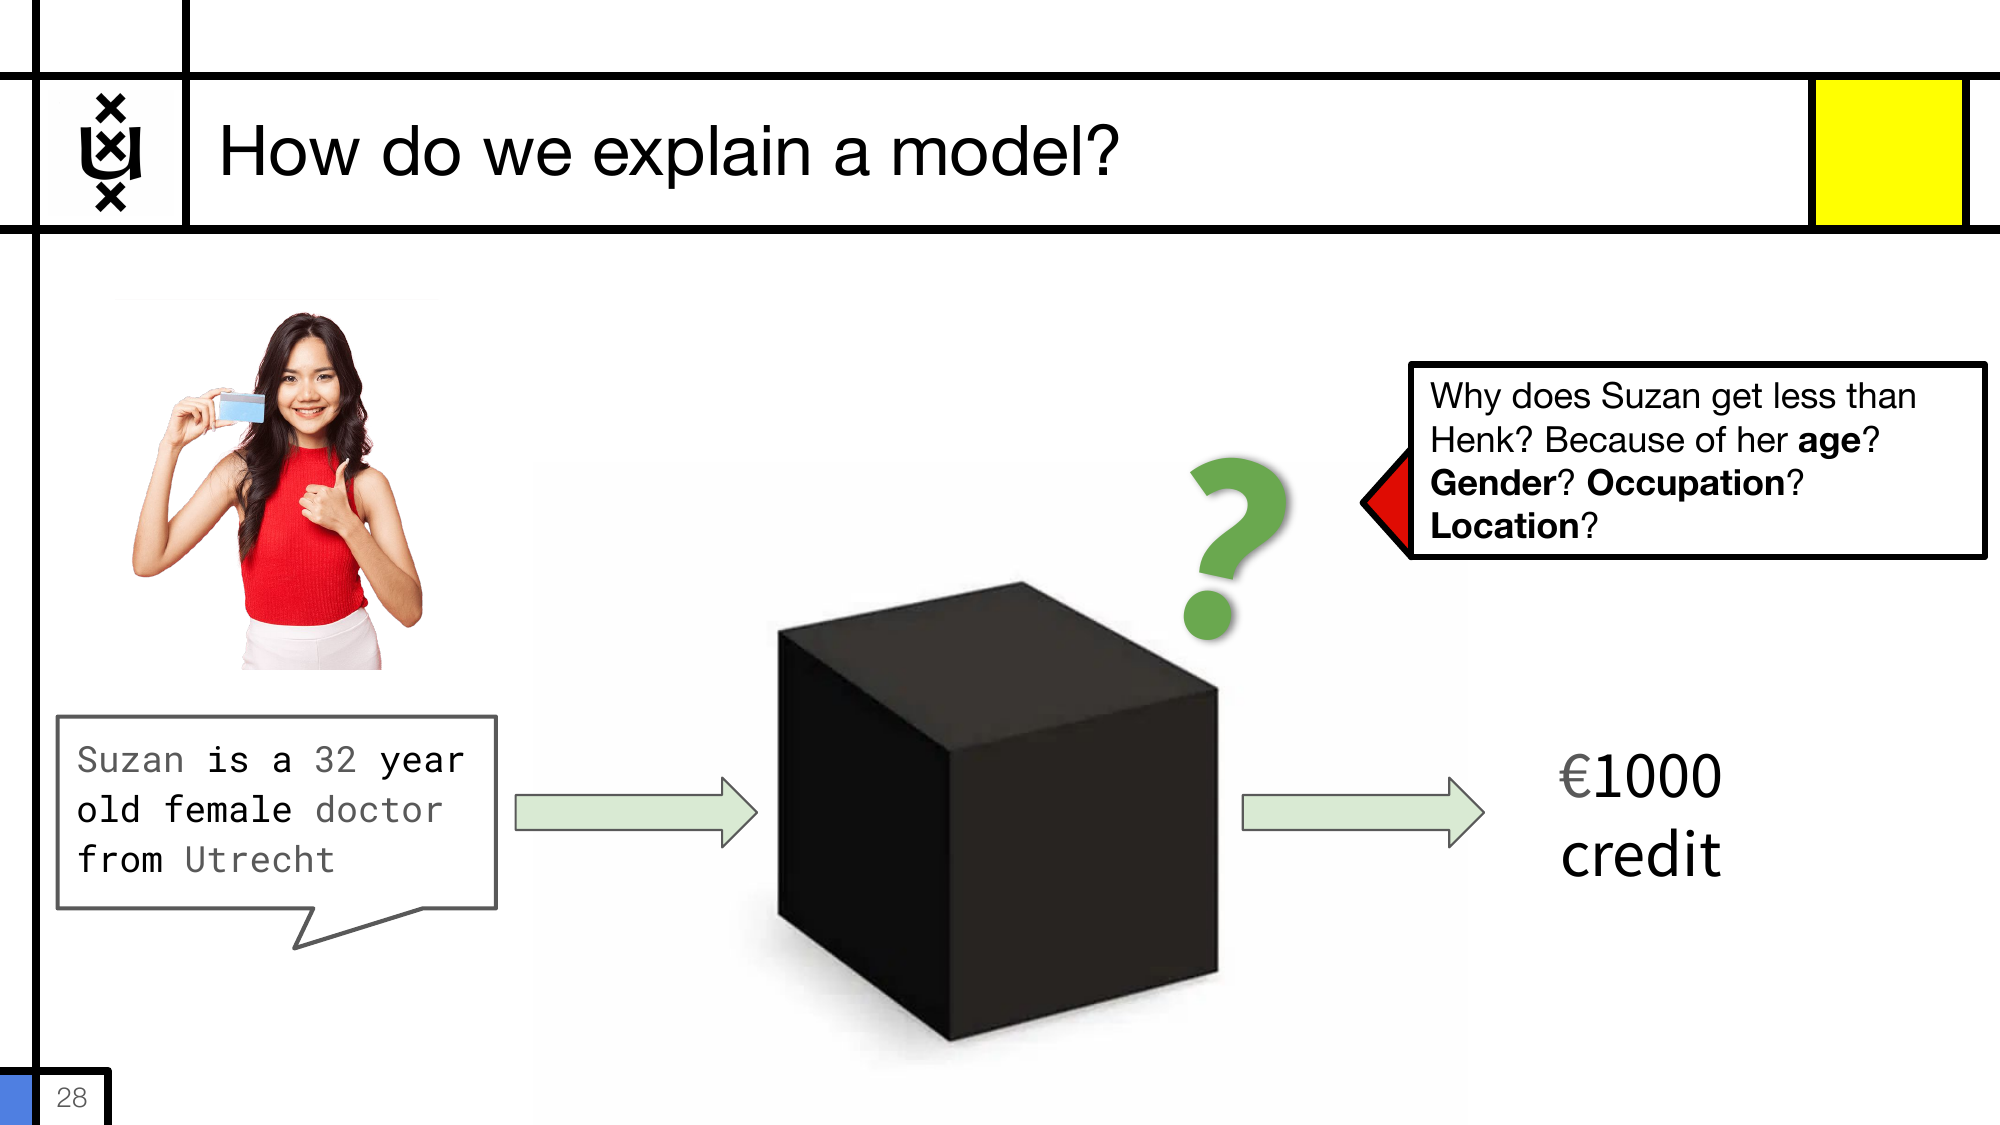 How do we explain a model?
Why does Suzan get less than
Henk? Because of her age?
Gender? Occupation?
Location?
?
Suzan is a 32 year
old female doctor
from Utrecht
€1000
credit
28